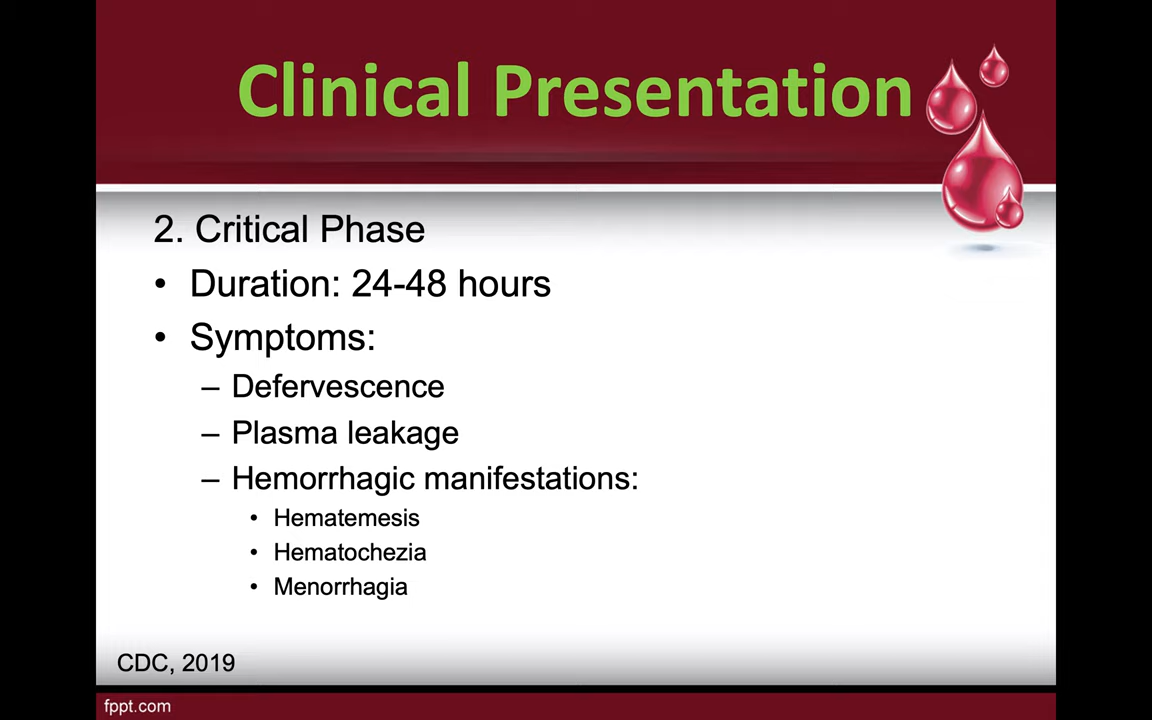 Clinical Presentation
2. Critical Phase
• Duration: 24-48 hours
• Symptoms:
– Defervescence
– Plasma leakage
– Hemorrhagic manifestations:
• Hematemesis
• Hematochezia
• Menorrhagia
CDC, 2019
fppt.com